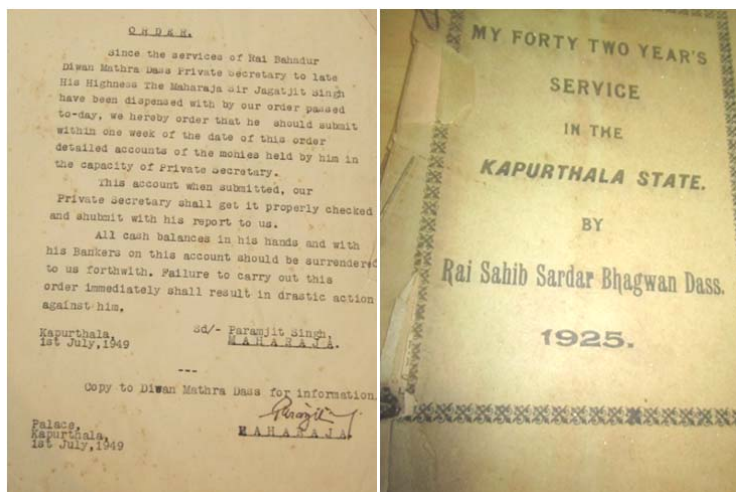 O R D E R.
Since the services of Rai Bahadur
Diwan Mathra Dass Private Secretary to late
His Highness The Maharaja Sir Jagatjit Singh
have been dispensed with by our order passed
to-day, we hereby order that he should submit
within one week of the date of this order
detailed accounts of the monies held by him in
the capacity of Private Secretary.
This account when submitted, our
Private Secretary shall get it properly checked
and shubmit with his report to us.
All cash balances in his hands and with
his Bankers on this account should be surrendered
to us forthwith. Failure to carry out this
order immediately shall result in drastic action
against him.
Kapurthala, Sd/- Paramjit Singh.
1st July,1949 M A H A R A J A.
---
Copy to Diwan Mathra Dass for information.
Paramjit
Palace,
Kapurthala, M A H A R A J A.
1st July,1949
MY FORTY TWO YEAR'S
SERVICE
IN THE
KAPURTHALA STATE.
BY
Rai Sahib Sardar Bhagwan Dass.
1925.